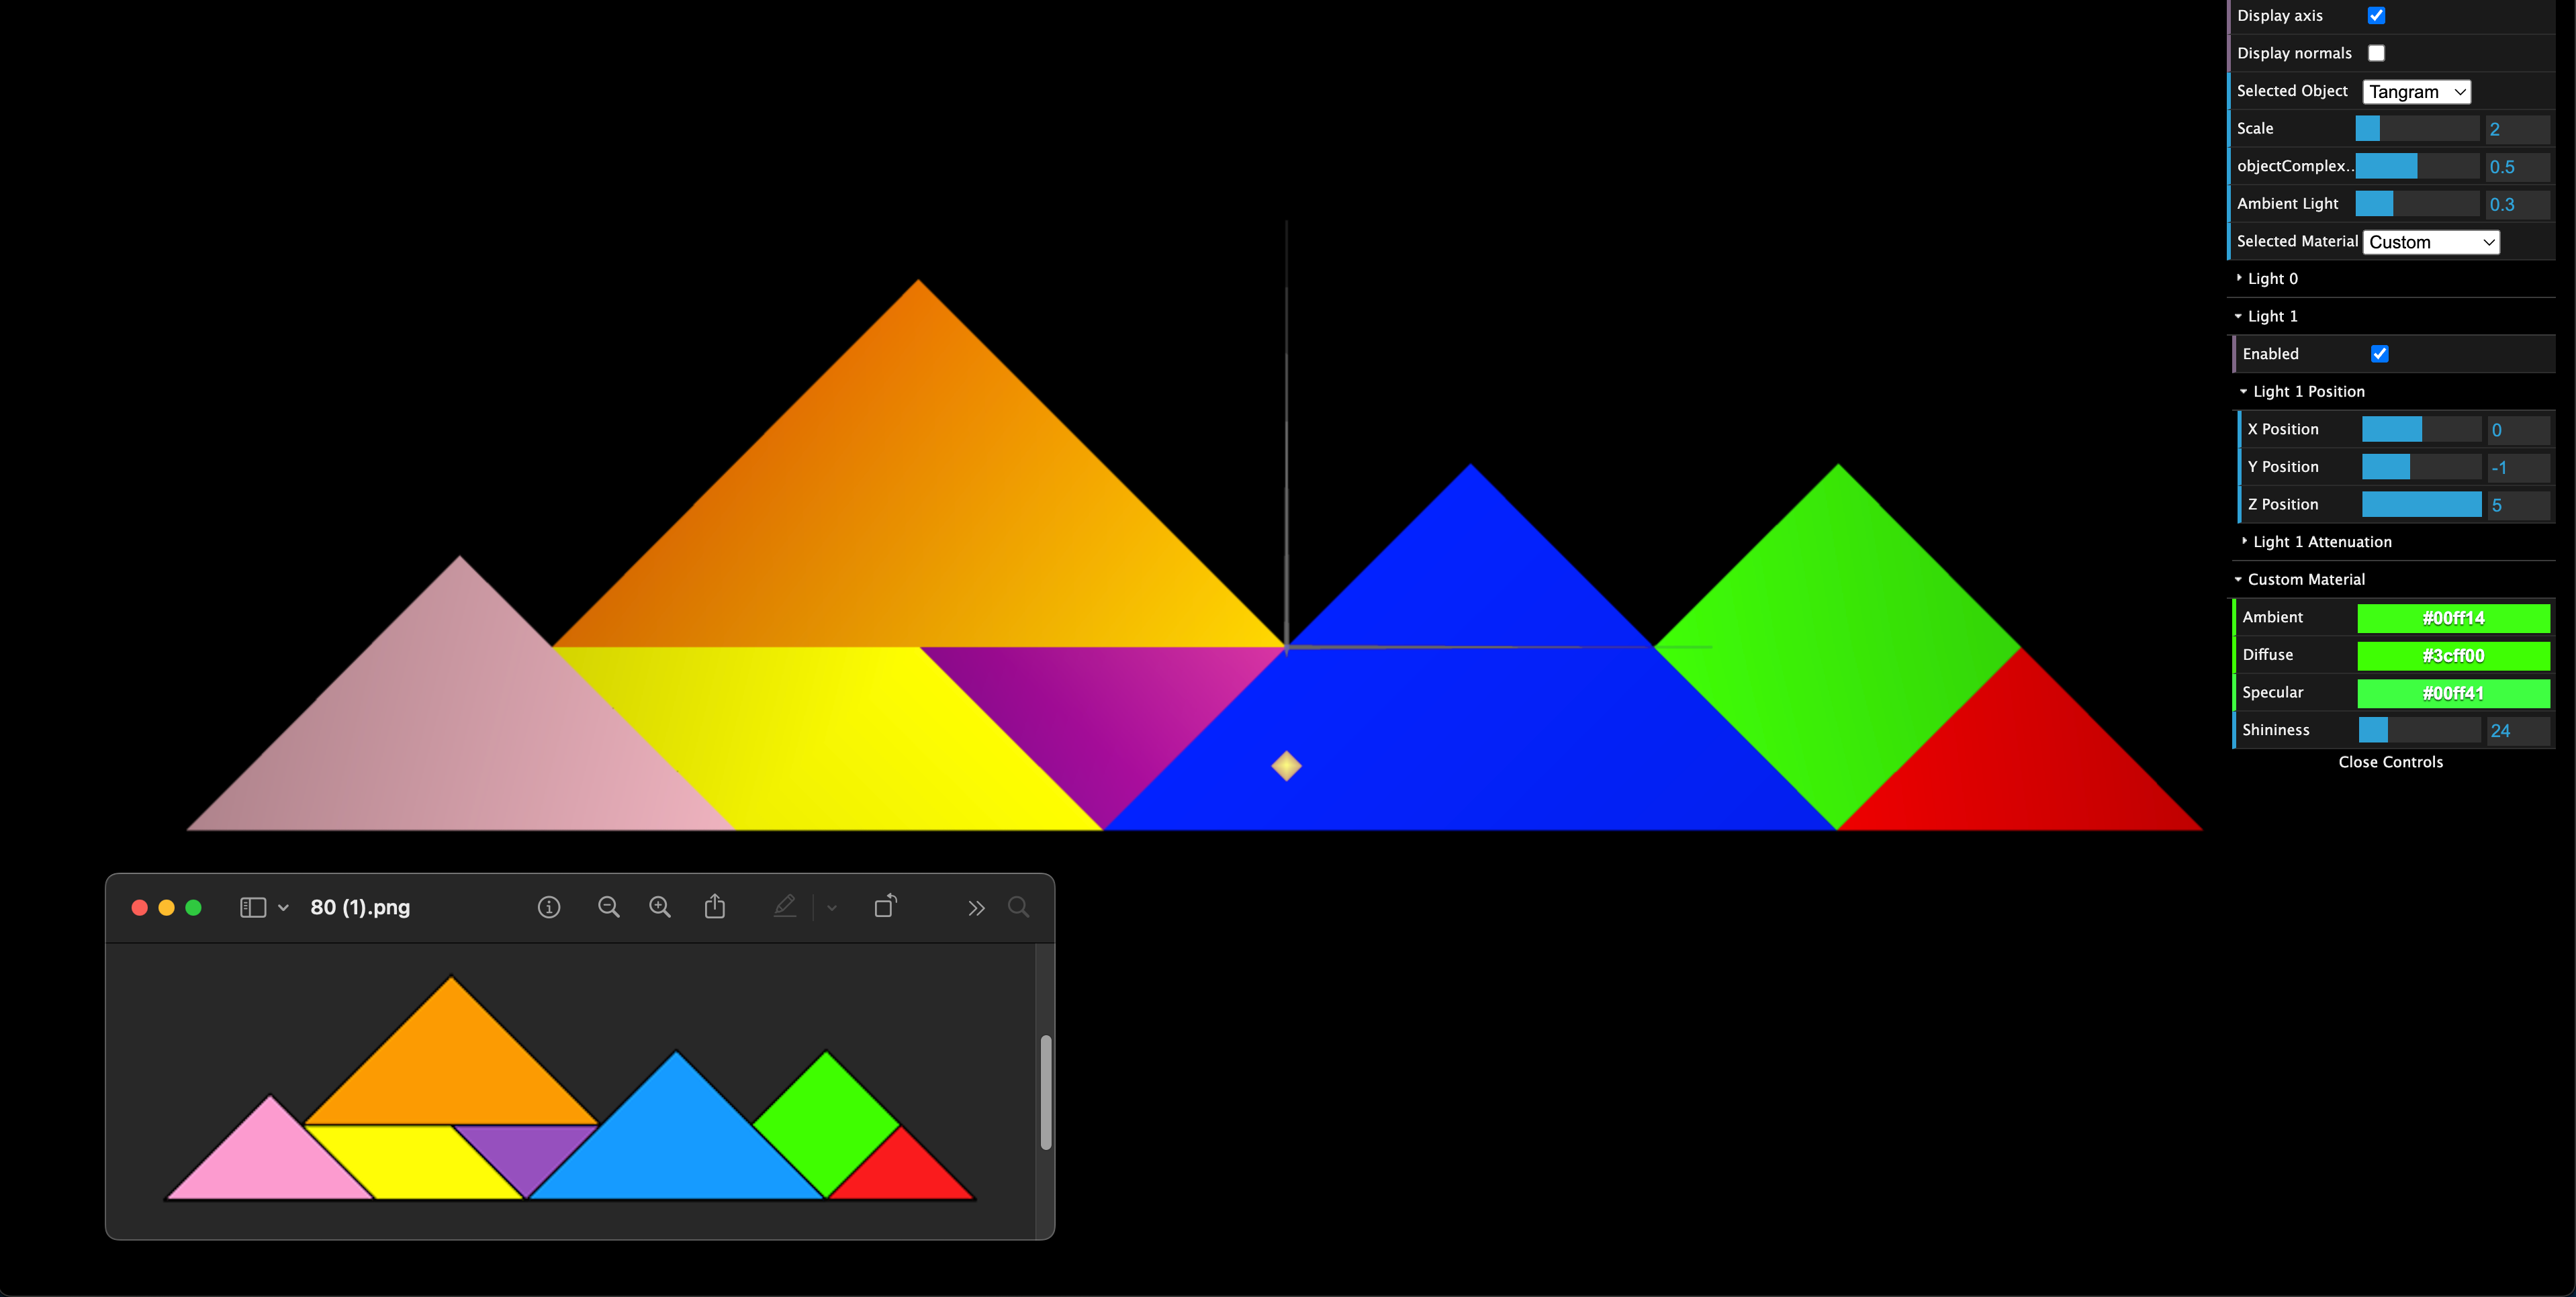 Display axis
Display normals
Selected Object Tangram
Scale 2
objectComplex.. 0.5
Ambient Light 0.3
Selected Material Custom
Light 0
Light 1
Enabled
Light 1 Position
X Position 0
Y Position -1
Z Position 5
Light 1 Attenuation
Custom Material
Ambient #00ff14
Diffuse #3cff00
Specular #00ff41
Shininess 24
Close Controls
80 (1).png